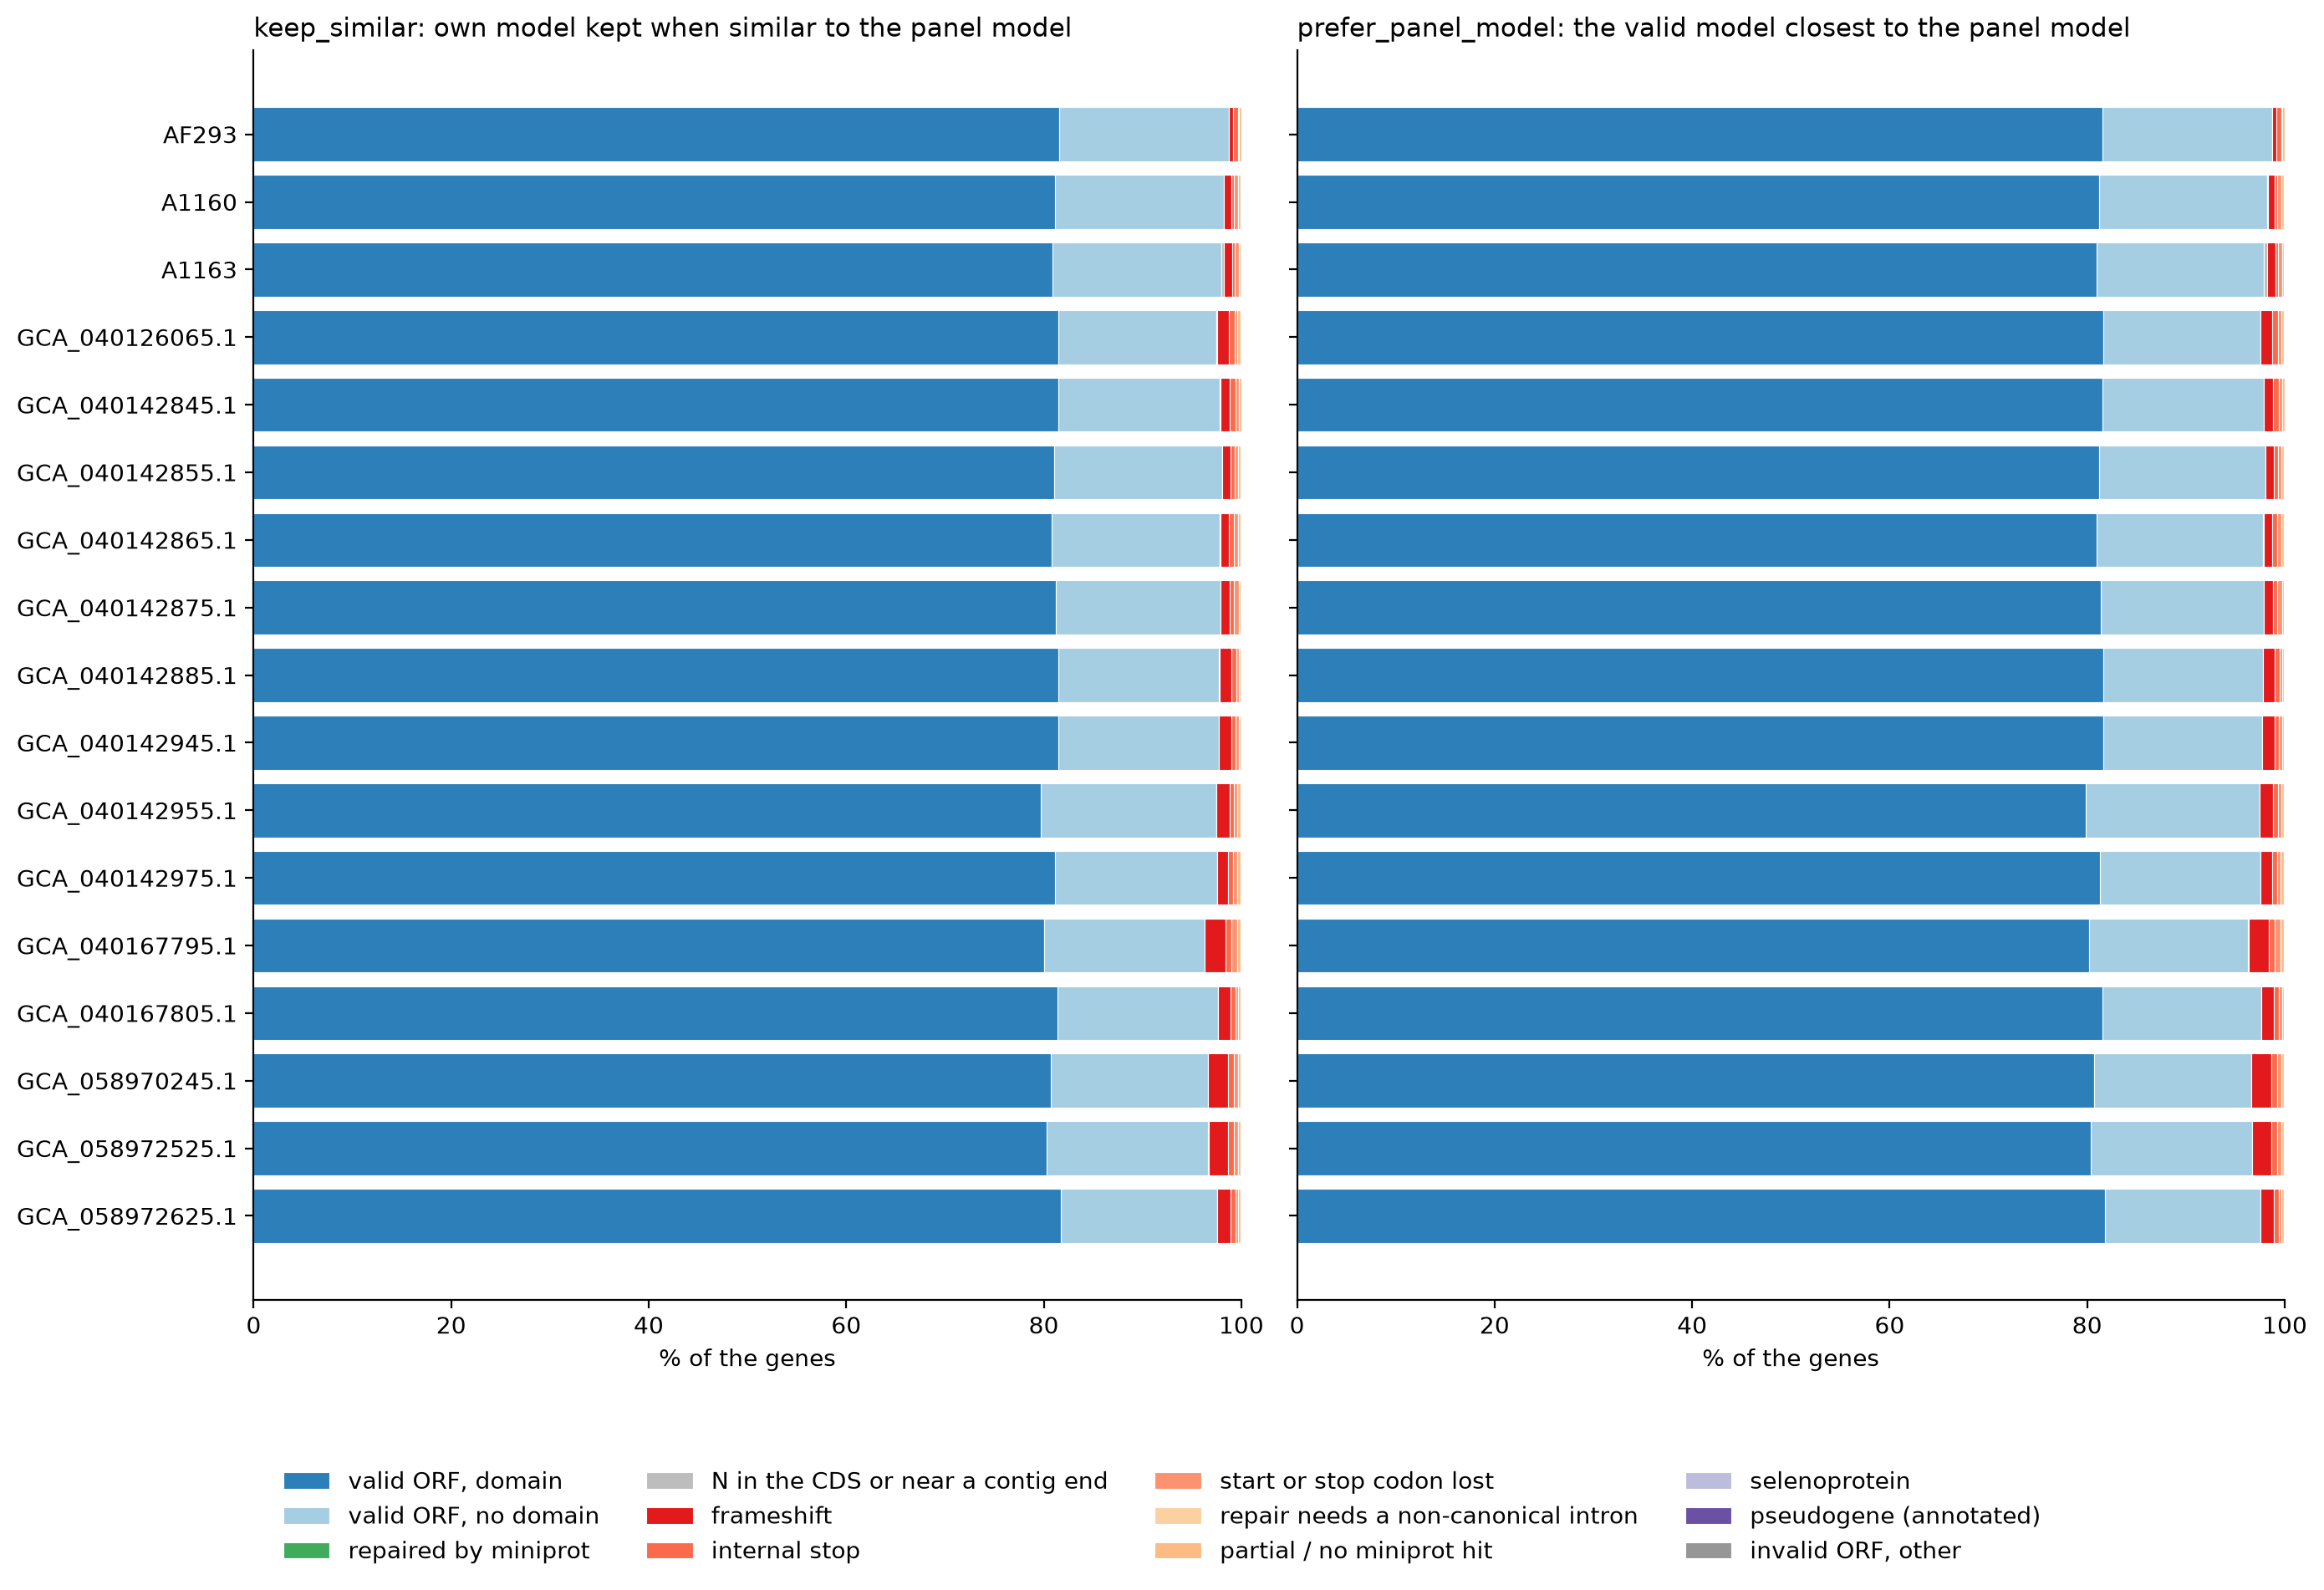 keep_similar: own model kept when similar to the panel model
prefer_panel_model: the valid model closest to the panel model
AF293
A1160
A1163
GCA_040126065.1
GCA_040142845.1
GCA_040142855.1
GCA_040142865.1
GCA_040142875.1
GCA_040142885.1
GCA_040142945.1
GCA_040142955.1
GCA_040142975.1
GCA_040167795.1
GCA_040167805.1
GCA_058970245.1
GCA_058972525.1
GCA_058972625.1
0 20 40 60 80 100
% of the genes
0 20 40 60 80 100
% of the genes
valid ORF, domain
valid ORF, no domain
repaired by miniprot
N in the CDS or near a contig end
frameshift
internal stop
start or stop codon lost
repair needs a non-canonical intron
partial / no miniprot hit
selenoprotein
pseudogene (annotated)
invalid ORF, other